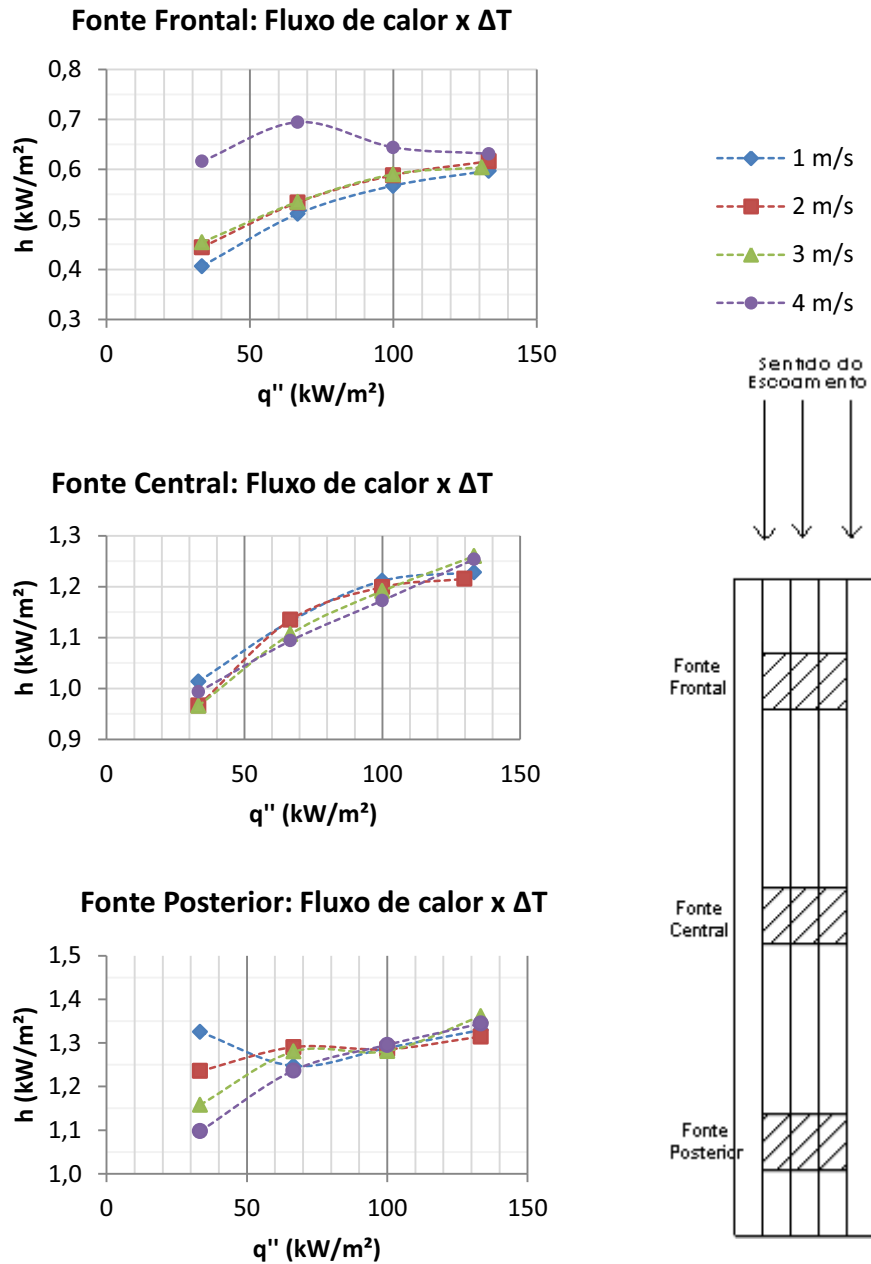 Fonte Frontal: Fluxo de calor x ΔT
0,8
0,7
0,6
0,5
0,4
0,3
h (kW/m²)
0
50
100
150
q'' (kW/m²)
1 m/s
2 m/s
3 m/s
4 m/s
Sentido do
Escoamento
Fonte Central: Fluxo de calor x ΔT
1,3
1,2
1,1
1,0
0,9
h (kW/m²)
0
50
100
150
q'' (kW/m²)
Fonte
Frontal
Fonte
Central
Fonte
Posterior
Fonte Posterior: Fluxo de calor x ΔT
1,5
1,4
1,3
1,2
1,1
1,0
h (kW/m²)
0
50
100
150
q'' (kW/m²)